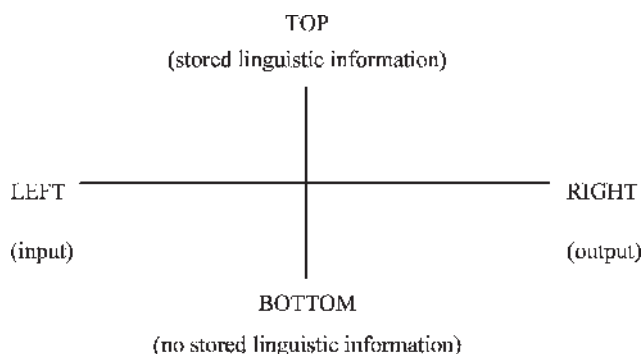 TOP
(stored linguistic information)
LEFT
RIGHT
(input)
(output)
BOTTOM
(no stored linguistic information)